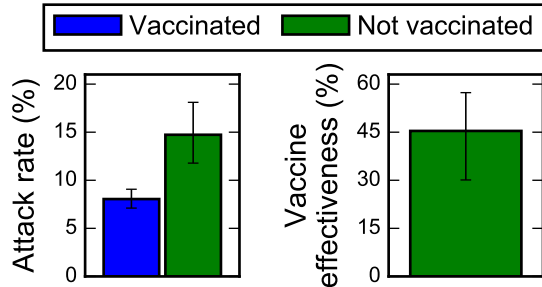 Vaccinated Not vaccinated
Attack rate (%)
20
15
10
5
0
Vaccine
effectiveness (%)
60
45
30
15
0